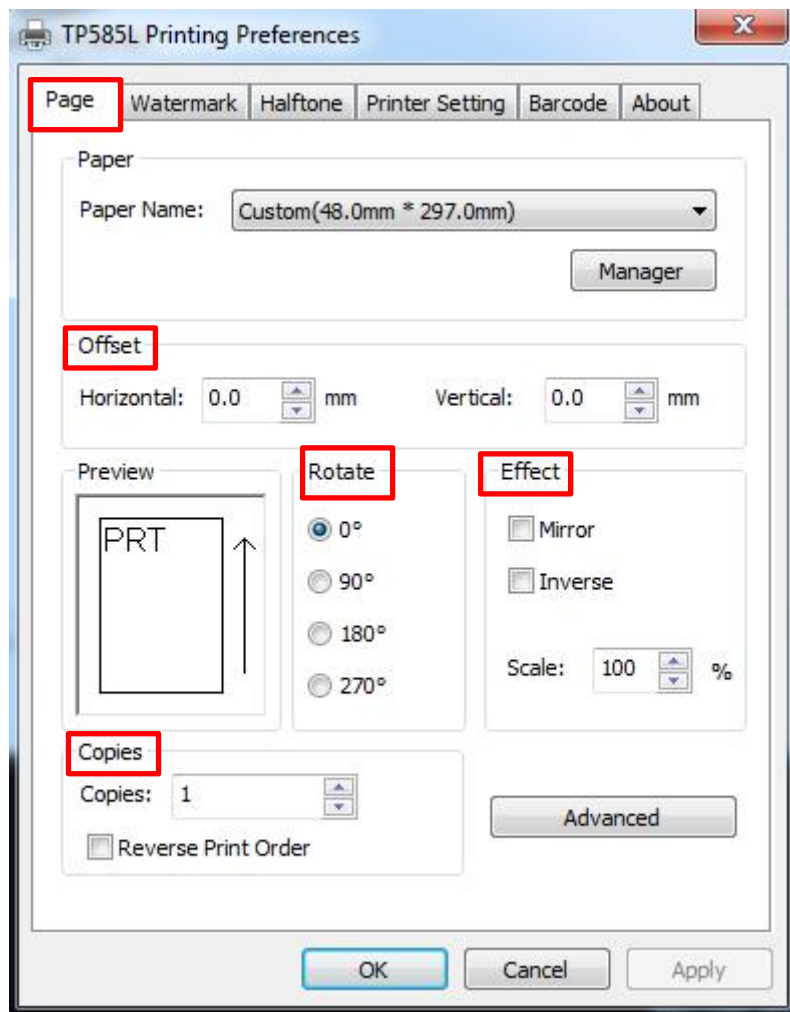 TP585L Printing Preferences
X
Page Watermark Halftone Printer Setting Barcode About
Paper
Paper Name: Custom(48.0mm * 297.0mm)
Manager
Offset
Horizontal: 0.0 mm Vertical: 0.0 mm
Preview Rotate Effect
PRT
0° Mirror
90° Inverse
180°
270° Scale: 100 %
Copies
Copies: 1
Advanced
Reverse Print Order
OK Cancel Apply